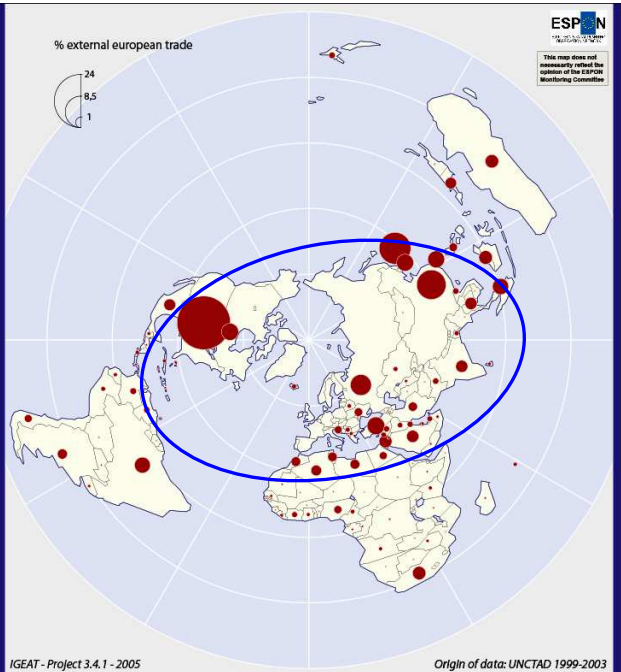 % external european trade
24
8,5
1
ESPON
This map does not
necessarily reflect the
opinion of the ESPON
Monitoring Committee
IGEAT - Project 3.4.1 - 2005
Origin of data: UNCTAD 1999-2003